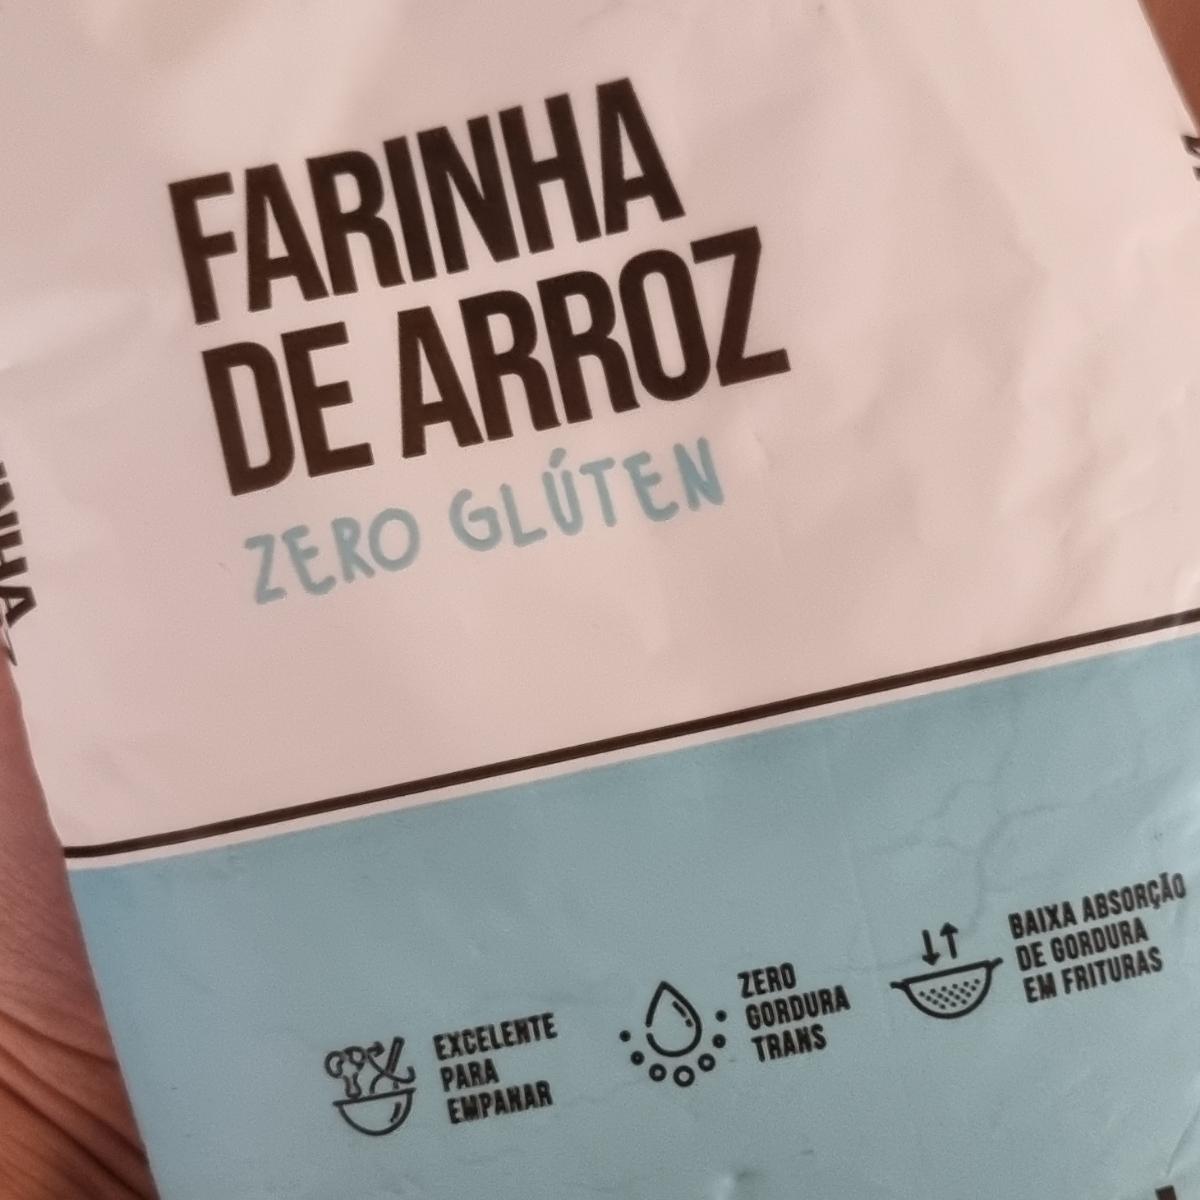 FARINHA
DE ARROZ
ZERO GLÚTEN
EXCELENTE
PARA
EMPANAR
ZERO
GORDURA
TRANS
BAIXA ABSORÇÃO
DE GORDURA
EM FRITURAS